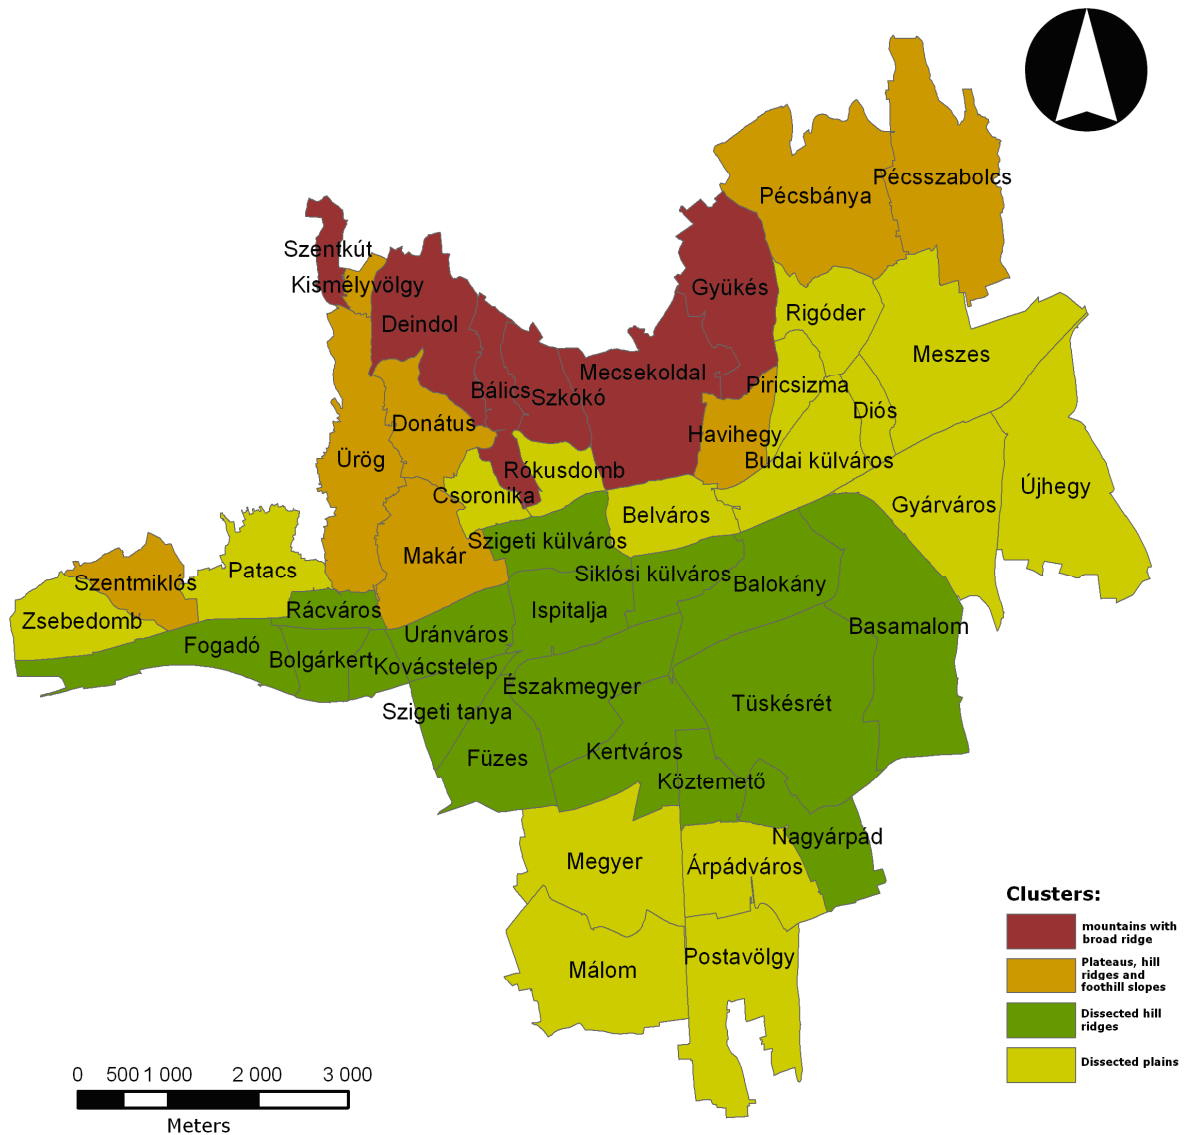 Pécsszabolcs
Pécsbánya
Szentkút
Kismélyvölgy
Gyükés
Rigóder
Deindol
Meszes
Mecsekoldal
Piricsizma
Bálics
Szkókó
Diós
Donátus
Havihegy
Ürög
Budai külváros
Rókusdomb
Újhegy
Csoronika
Gyárváros
Belváros
Szigeti külváros
Makár
Patacs
Siklósi külváros
Szentmiklós
Balokány
Rácváros
Ispitalja
Zsebedomb
Basamalom
Uránváros
Fogadó
Bolgárkert
Kovácstelep
Északmegyer
Tüskésrét
Szigeti tanya
Kertváros
Füzes
Köztemető
Nagyárpád
Megyer
Árpádváros
Postavölgy
Málom
Clusters:
mountains with
broad ridge
Plateaus, hill
ridges and
foothill slopes
Dissected hill
ridges
Dissected plains
0 500 1 000 2 000 3 000
Meters